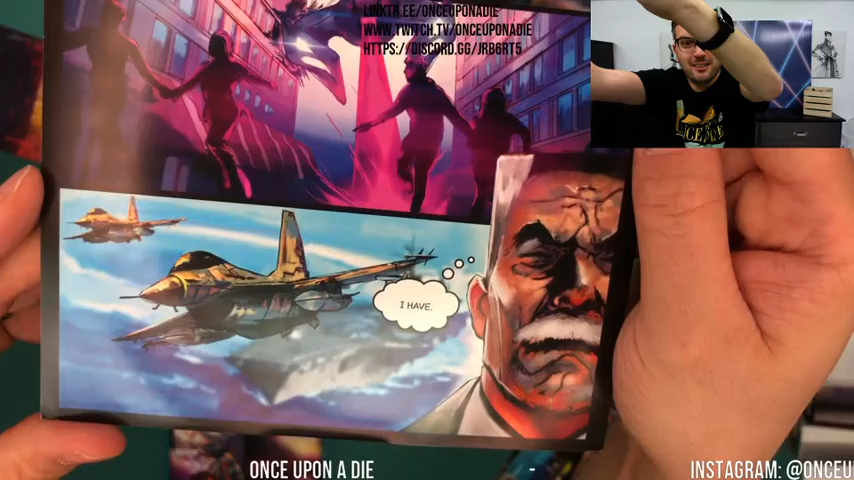 LINKTR.EE/ONCEUPONADIE
WWW.TWITCH.TV/ONCEUPONADIE
HTTPS://DISCORD.GG/JRB6RT5
I HAVE.
ONCE UPON A DIE
-
INSTAGRAM: @ONCEU